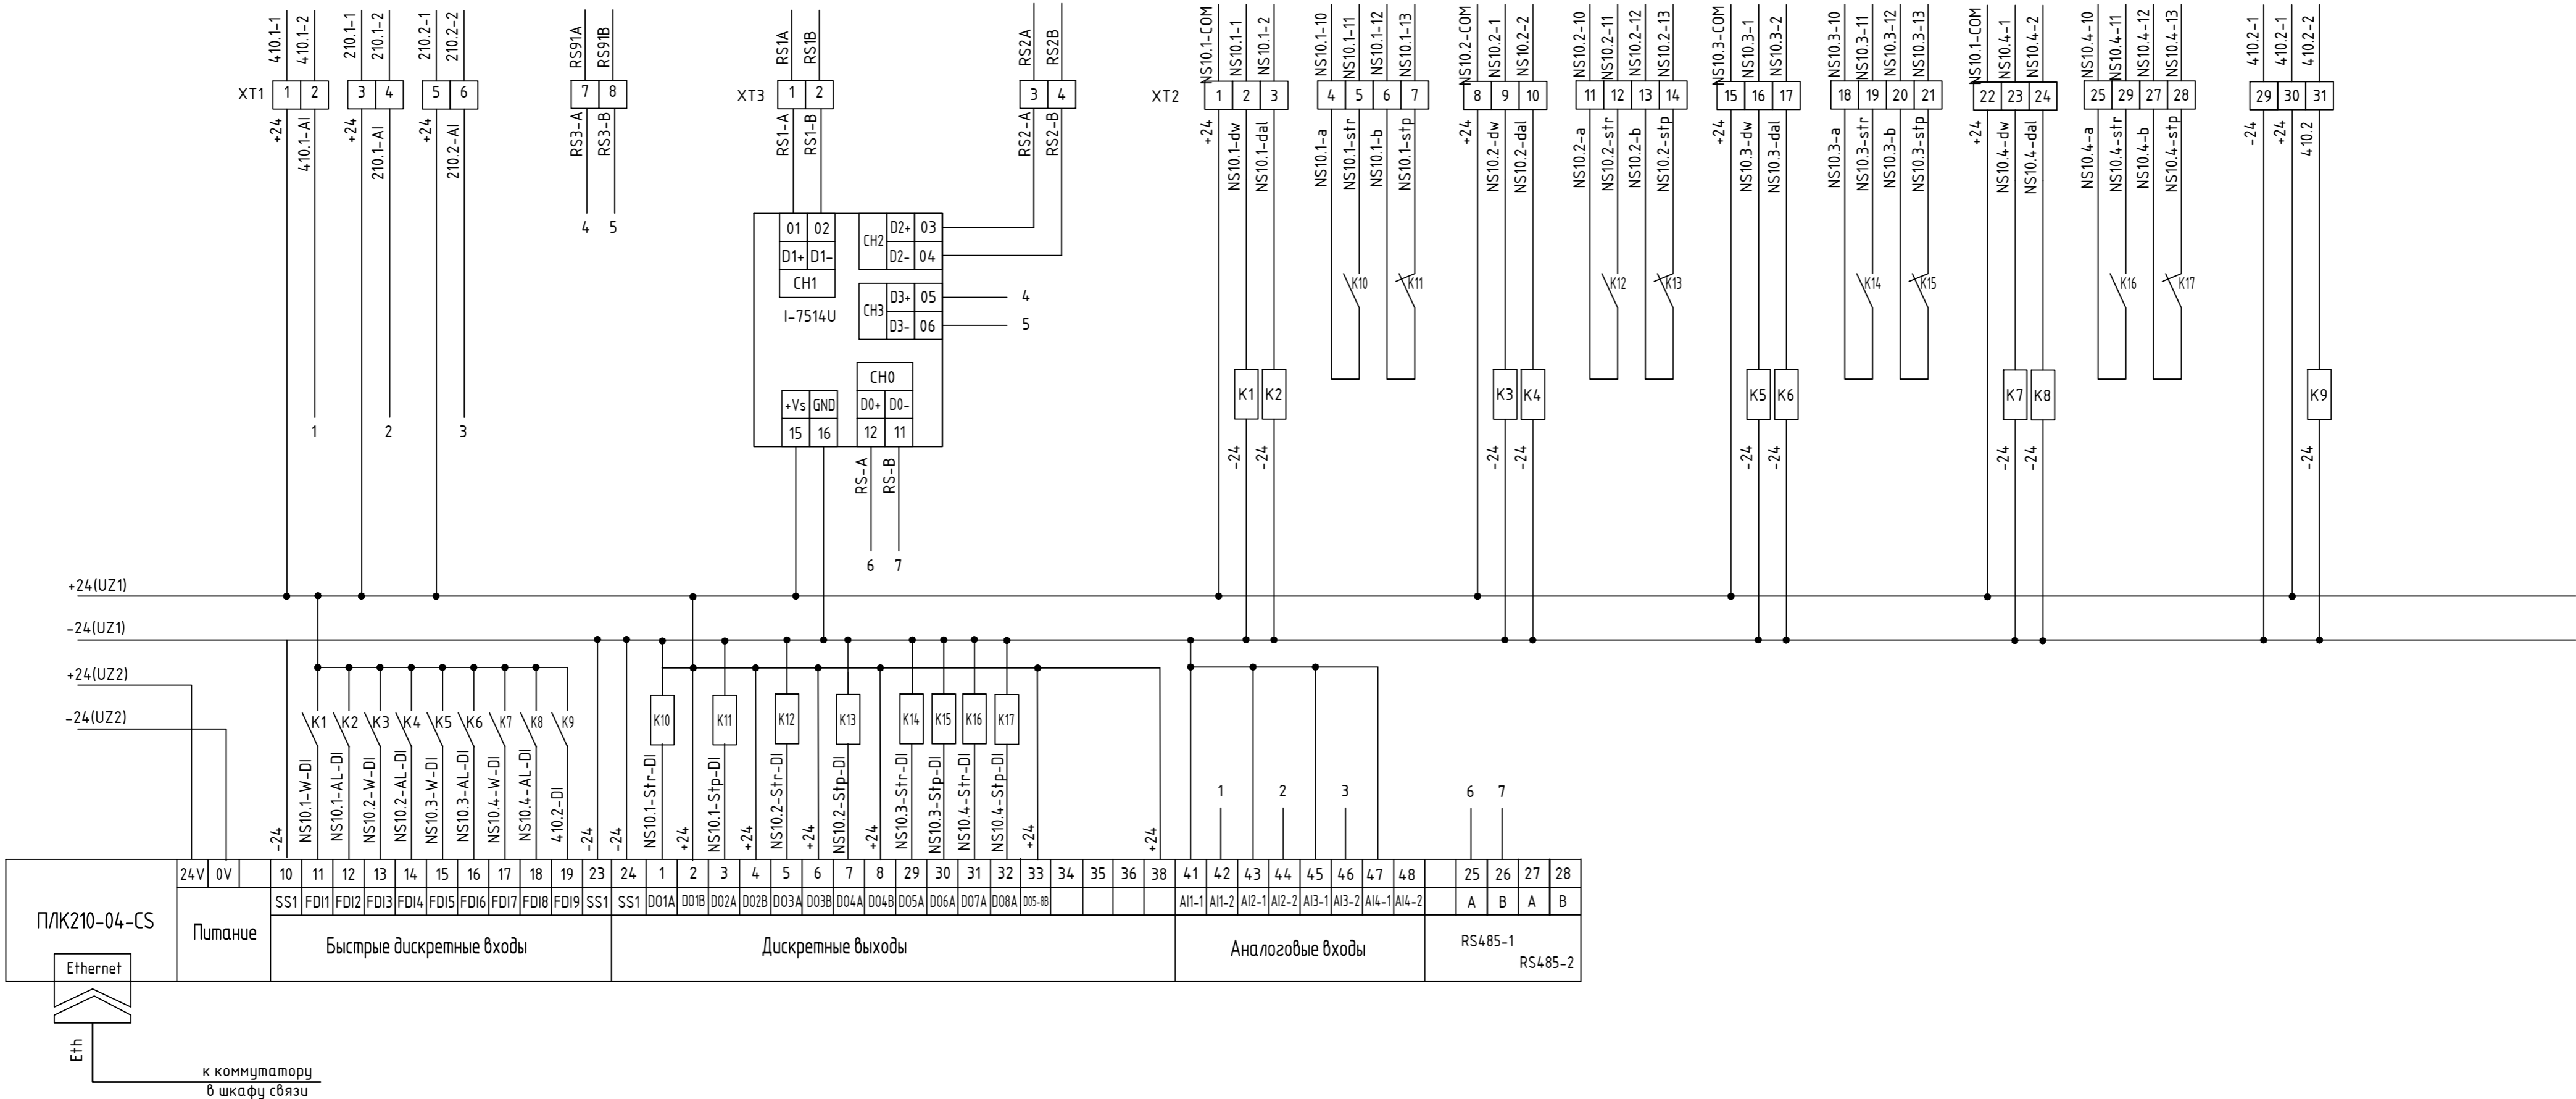 410.1-1 410.1-2 210.1-1 210.1-2 210.2-1 210.2-2 RS91A RS91B RS1A RS1B RS2A RS2B NS10.1-COM NS10.1-1 NS10.1-2 NS10.1-10 NS10.1-11 NS10.1-12 NS10.1-13 NS10.2-COM NS10.2-1 NS10.2-2 NS10.2-10 NS10.2-11 NS10.2-12 NS10.2-13 NS10.3-COM NS10.3-1 NS10.3-2 NS10.3-10 NS10.3-11 NS10.3-12 NS10.3-13 NS10.1-COM NS10.4-1 NS10.4-2 NS10.4-10 NS10.4-11 NS10.4-12 NS10.4-13 410.2-1 410.2-1 410.2-2
XT1 1 2 3 4 5 6 7 8 XT3 1 2 3 4 XT2 1 2 3 4 5 6 7 8 9 10 11 12 13 14 15 16 17 18 19 20 21 22 23 24 25 29 27 28 29 30 31
+24 410.1-AI +24 210.1-AI +24 210.2-AI RS3-A RS3-B RS1-A RS1-B RS2-A RS2-B +24 NS10.1-dw NS10.1-dal NS10.1-a NS10.1-str NS10.1-b NS10.1-stp +24 NS10.2-dw NS10.2-dal NS10.2-a NS10.2-str NS10.2-b NS10.2-stp +24 NS10.3-dw NS10.3-dal NS10.3-a NS10.3-str NS10.3-b NS10.3-stp +24 NS10.4-dw NS10.4-dal NS10.4-a NS10.4-str NS10.4-b NS10.4-stp -24 +24 410.2
4 5
01 02 CH2 D2+ 03
D1+ D1- D2- 04
CH1
K10 K11 K12 K13 K14 K15 K16 K17
CH3 D3+ 05 4
I-7514U
D3- 06 5
CH0
K1 K2 K3 K4 K5 K6 K7 K8 K9
+Vs GND D0+ D0-
1 2 3 15 16 12 11
-24 -24 -24 -24 -24 -24 -24 -24 -24
RS-A RS-B
6 7
+24(UZ1)
-24(UZ1)
+24(UZ2)
-24(UZ2)
K1 K2 K3 K4 K5 K6 K7 K8 K9 K10 K11 K12 K13 K14 K15 K16 K17
1 2 3 6 7
-24 NS10.1-W-DI NS10.1-AL-DI NS10.2-W-DI NS10.2-AL-DI NS10.3-W-DI NS10.3-AL-DI NS10.4-W-DI NS10.4-AL-DI 410.2-DI -24 -24 NS10.1-Str-DI +24 NS10.1-Stp-DI +24 NS10.2-Str-DI +24 NS10.2-Stp-DI +24 NS10.3-Str-DI NS10.3-Stp-DI NS10.4-Str-DI NS10.4-Stp-DI +24 +24
24V 0V 10 11 12 13 14 15 16 17 18 19 23 24 1 2 3 4 5 6 7 8 29 30 31 32 33 34 35 36 38 41 42 43 44 45 46 47 48 25 26 27 28
SS1 FDI1 FDI2 FDI3 FDI4 FDI5 FDI6 FDI7 FDI8 FDI9 SS1 SS1 DO1A DO1B DO2A DO2B DO3A DO3B DO4A DO4B DO5A DO6A DO7A DO8A DO5-8B AI1-1 AI1-2 AI2-1 AI2-2 AI3-1 AI3-2 AI4-1 AI4-2 A B A B
ПЛК210-04-CS Питание Быстрые дискретные входы Дискретные выходы Аналоговые входы RS485-1
RS485-2
Ethernet
Eth
к коммутатору
в шкафу связи